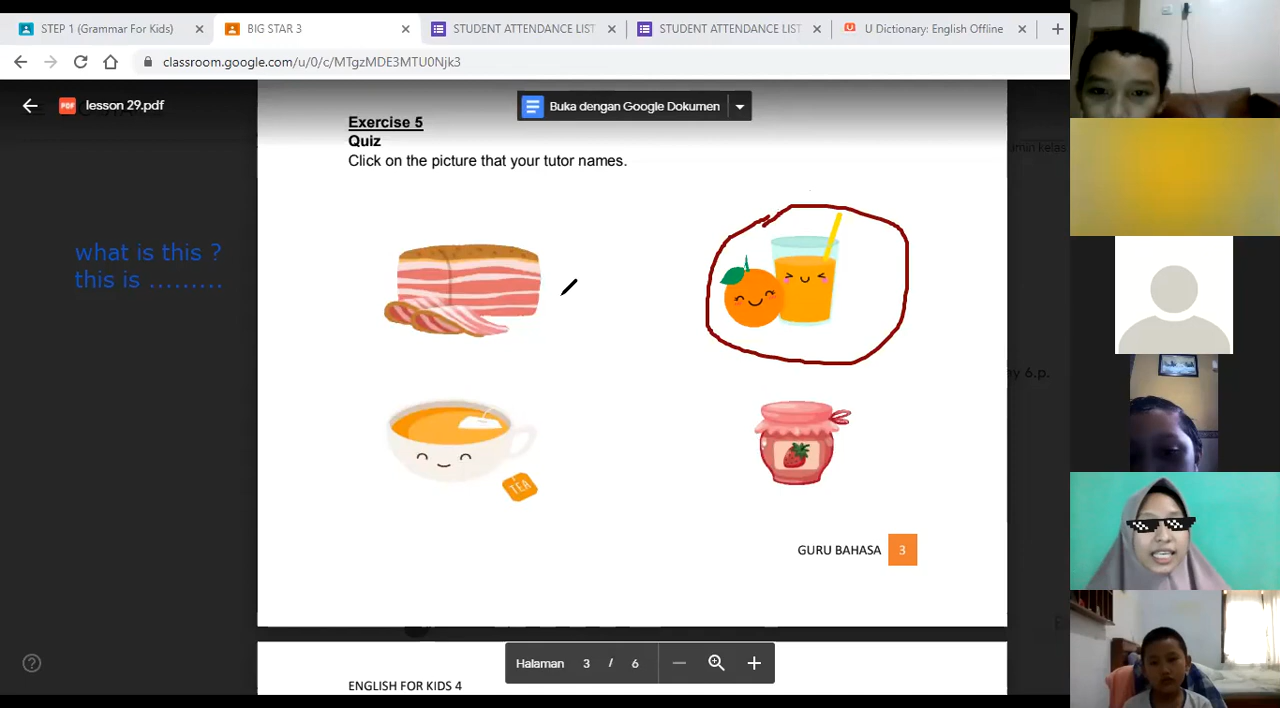 STEP 1 (Grammar For Kids)
BIG STAR 3
STUDENT ATTENDANCE LIST
STUDENT ATTENDANCE LIST
U Dictionary: English Offline
classroom.google.com/u/0/c/MTgzMDE3MTU0Njk3
PDF lesson 29.pdf
Buka dengan Google Dokumen
Exercise 5
Quiz
Click on the picture that your tutor names.
what is this ?
this is .........
TEA
GURU BAHASA 3
Halaman 3 / 6
ENGLISH FOR KIDS 4